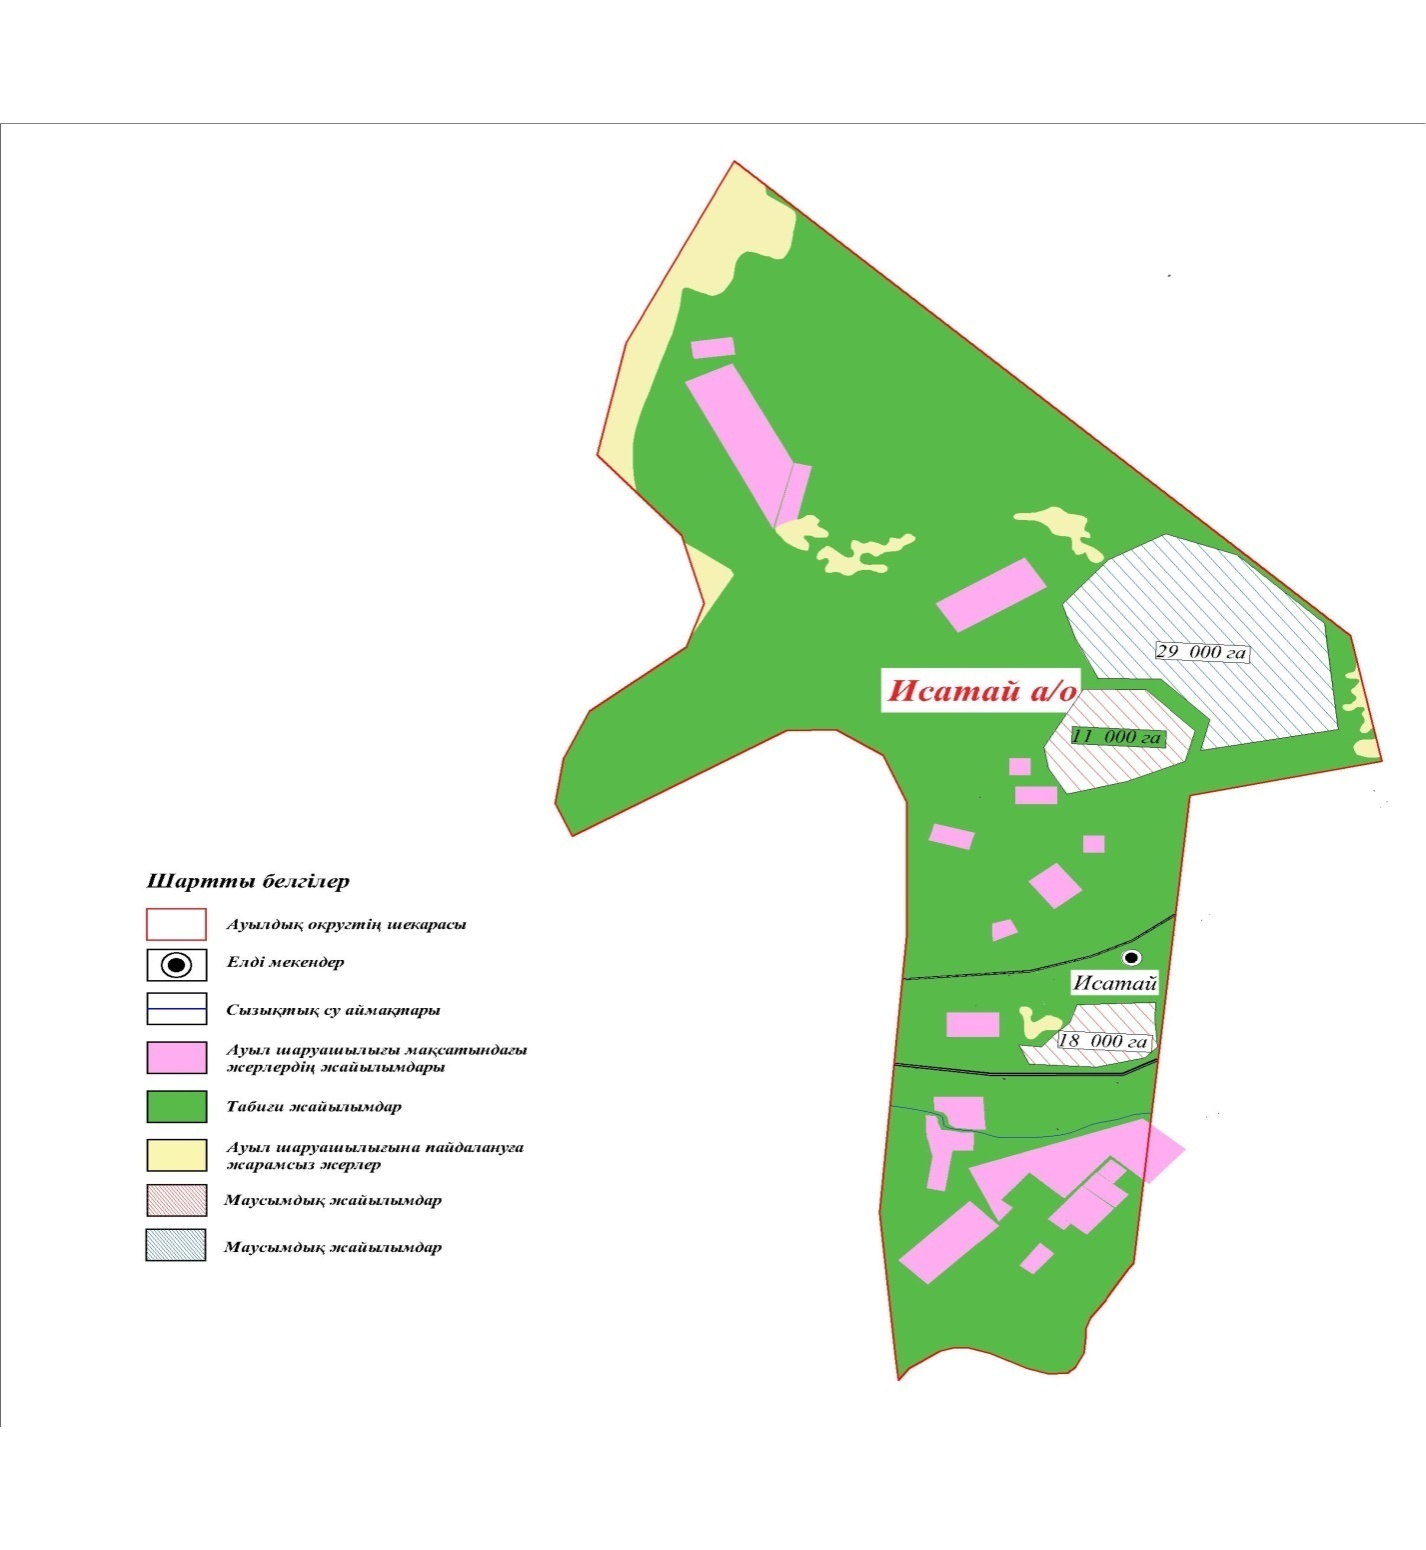 29 000 га
Исатай а/о
11 000 га
Исатай
18 000 га
Шартты белгілер
Ауылдық округтің шекарасы
Елді мекендер
Сызықтық су аймақтары
Ауыл шаруашылығы мақсатындағы
жерлердің жайылымдары
Табиғи жайылымдар
Ауыл шаруашылығына пайдалануға
жарамсыз жерлер
Маусымдық жайылымдар
Маусымдық жайылымдар